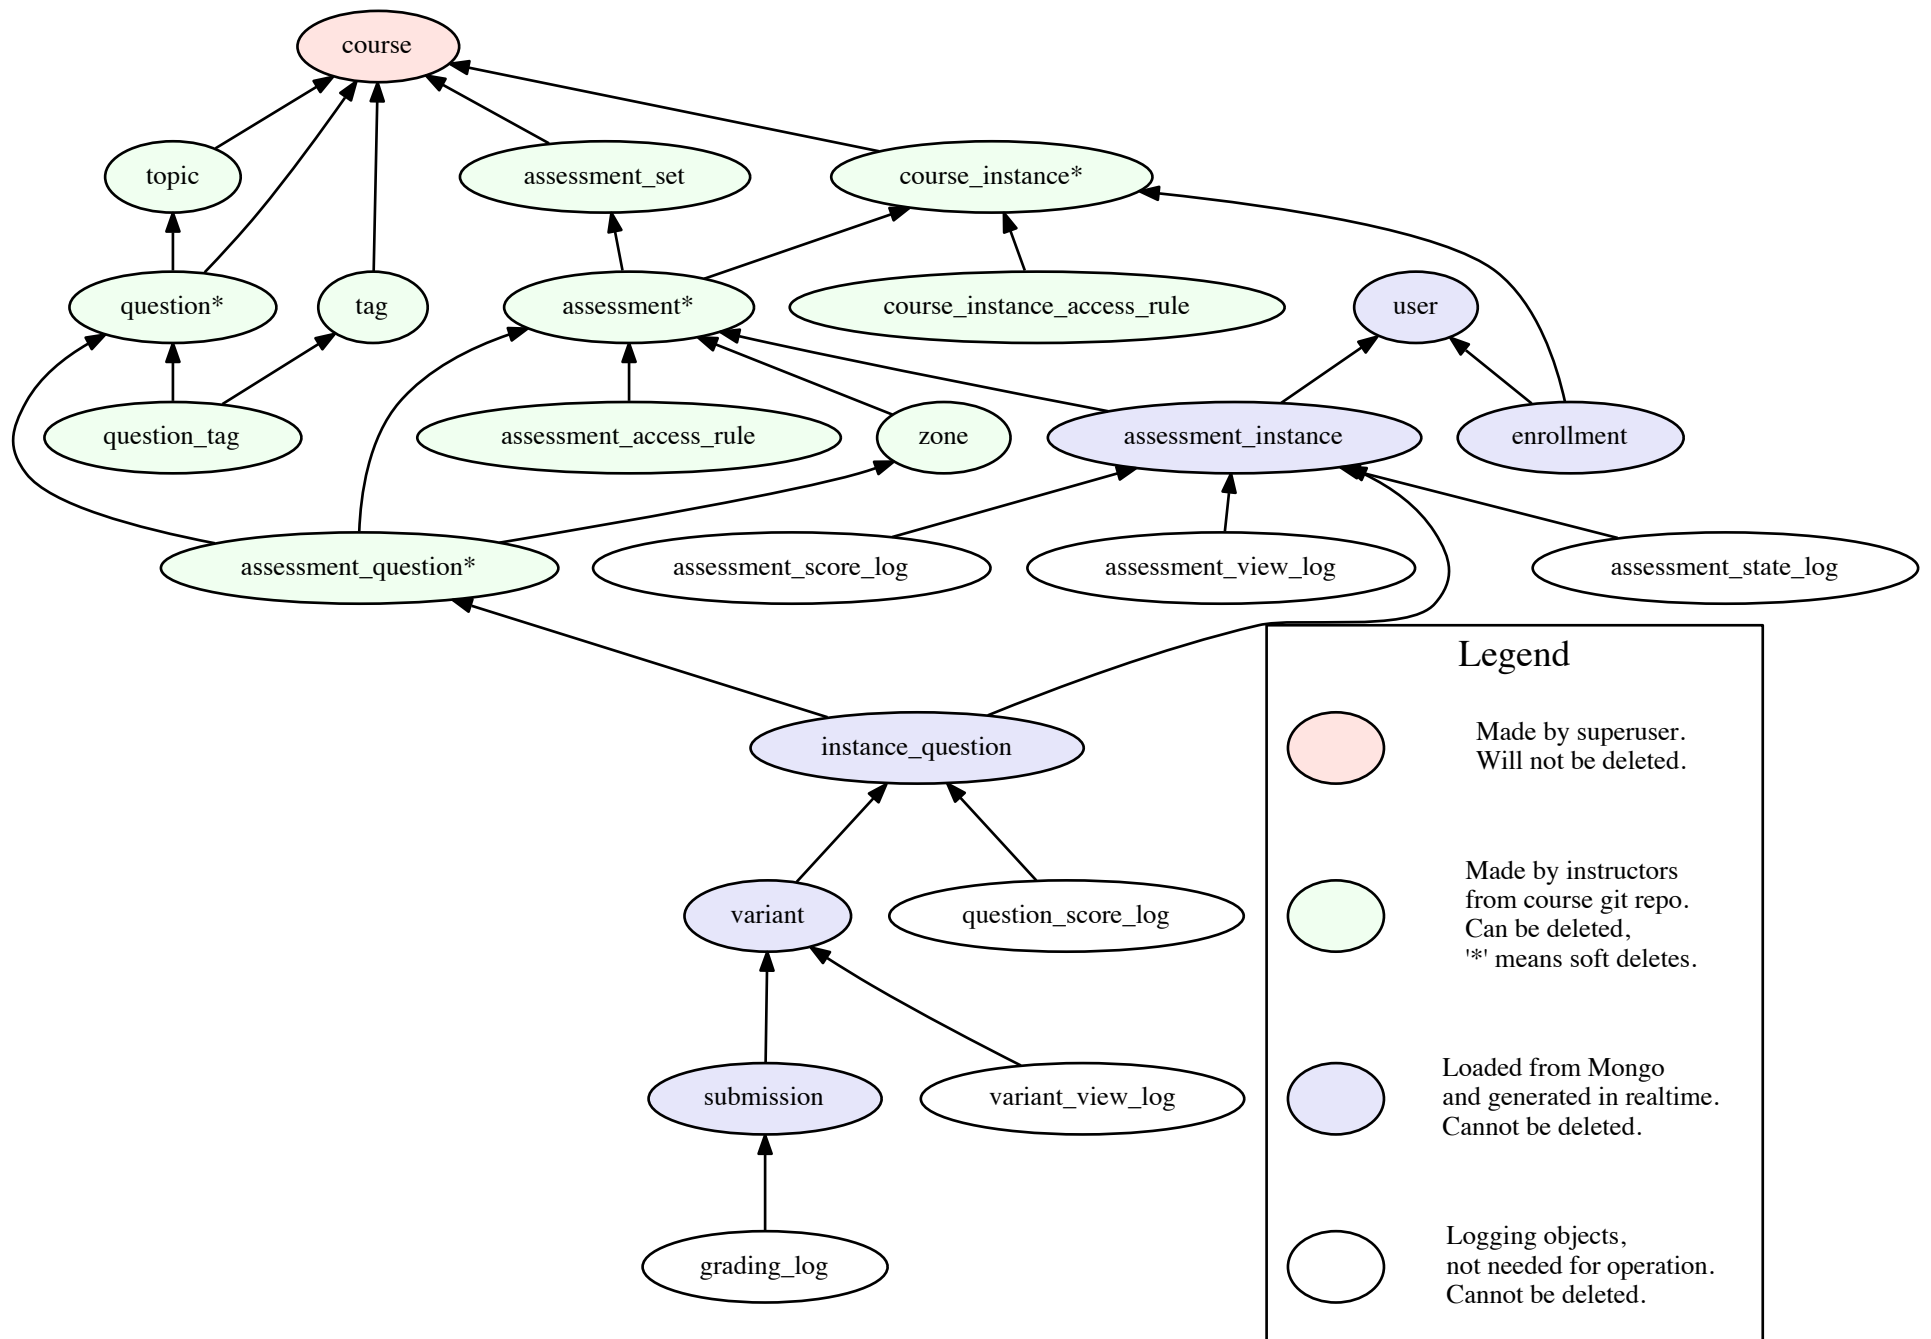 course
topic
assessment_set
course_instance*
question*
tag
assessment*
course_instance_access_rule
user
question_tag
assessment_access_rule
zone
assessment_instance
enrollment
assessment_question*
assessment_score_log
assessment_view_log
assessment_state_log
instance_question
variant
question_score_log
submission
variant_view_log
grading_log
Legend
Made by superuser.
Will not be deleted.
Made by instructors
from course git repo.
Can be deleted,
'*' means soft deletes.
Loaded from Mongo
and generated in realtime.
Cannot be deleted.
Logging objects,
not needed for operation.
Cannot be deleted.